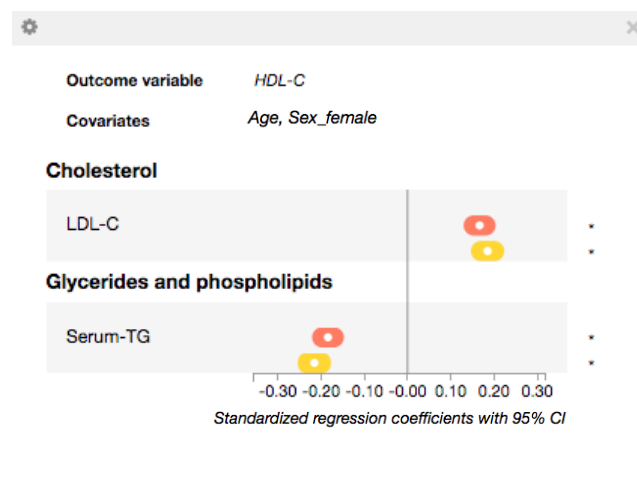 Outcome variable HDL-C
Covariates Age, Sex_female
Cholesterol
LDL-C
*
*
Glycerides and phospholipids
Serum-TG
*
*
-0.30 -0.20 -0.10 -0.00 0.10 0.20 0.30
Standardized regression coefficients with 95% CI